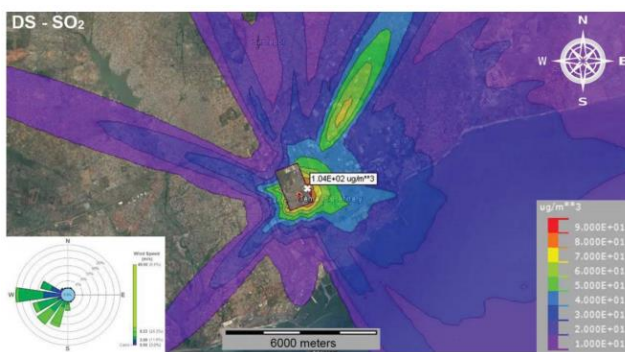 DS - SO₂
N
W E
S
1.04E+02 ug/m**3
ug/m**3
9.000E+01
8.000E+01
7.000E+01
6.000E+01
5.000E+01
4.000E+01
3.000E+01
2.000E+01
1.000E+01
N
Wind Speed
W E
S
6000 meters